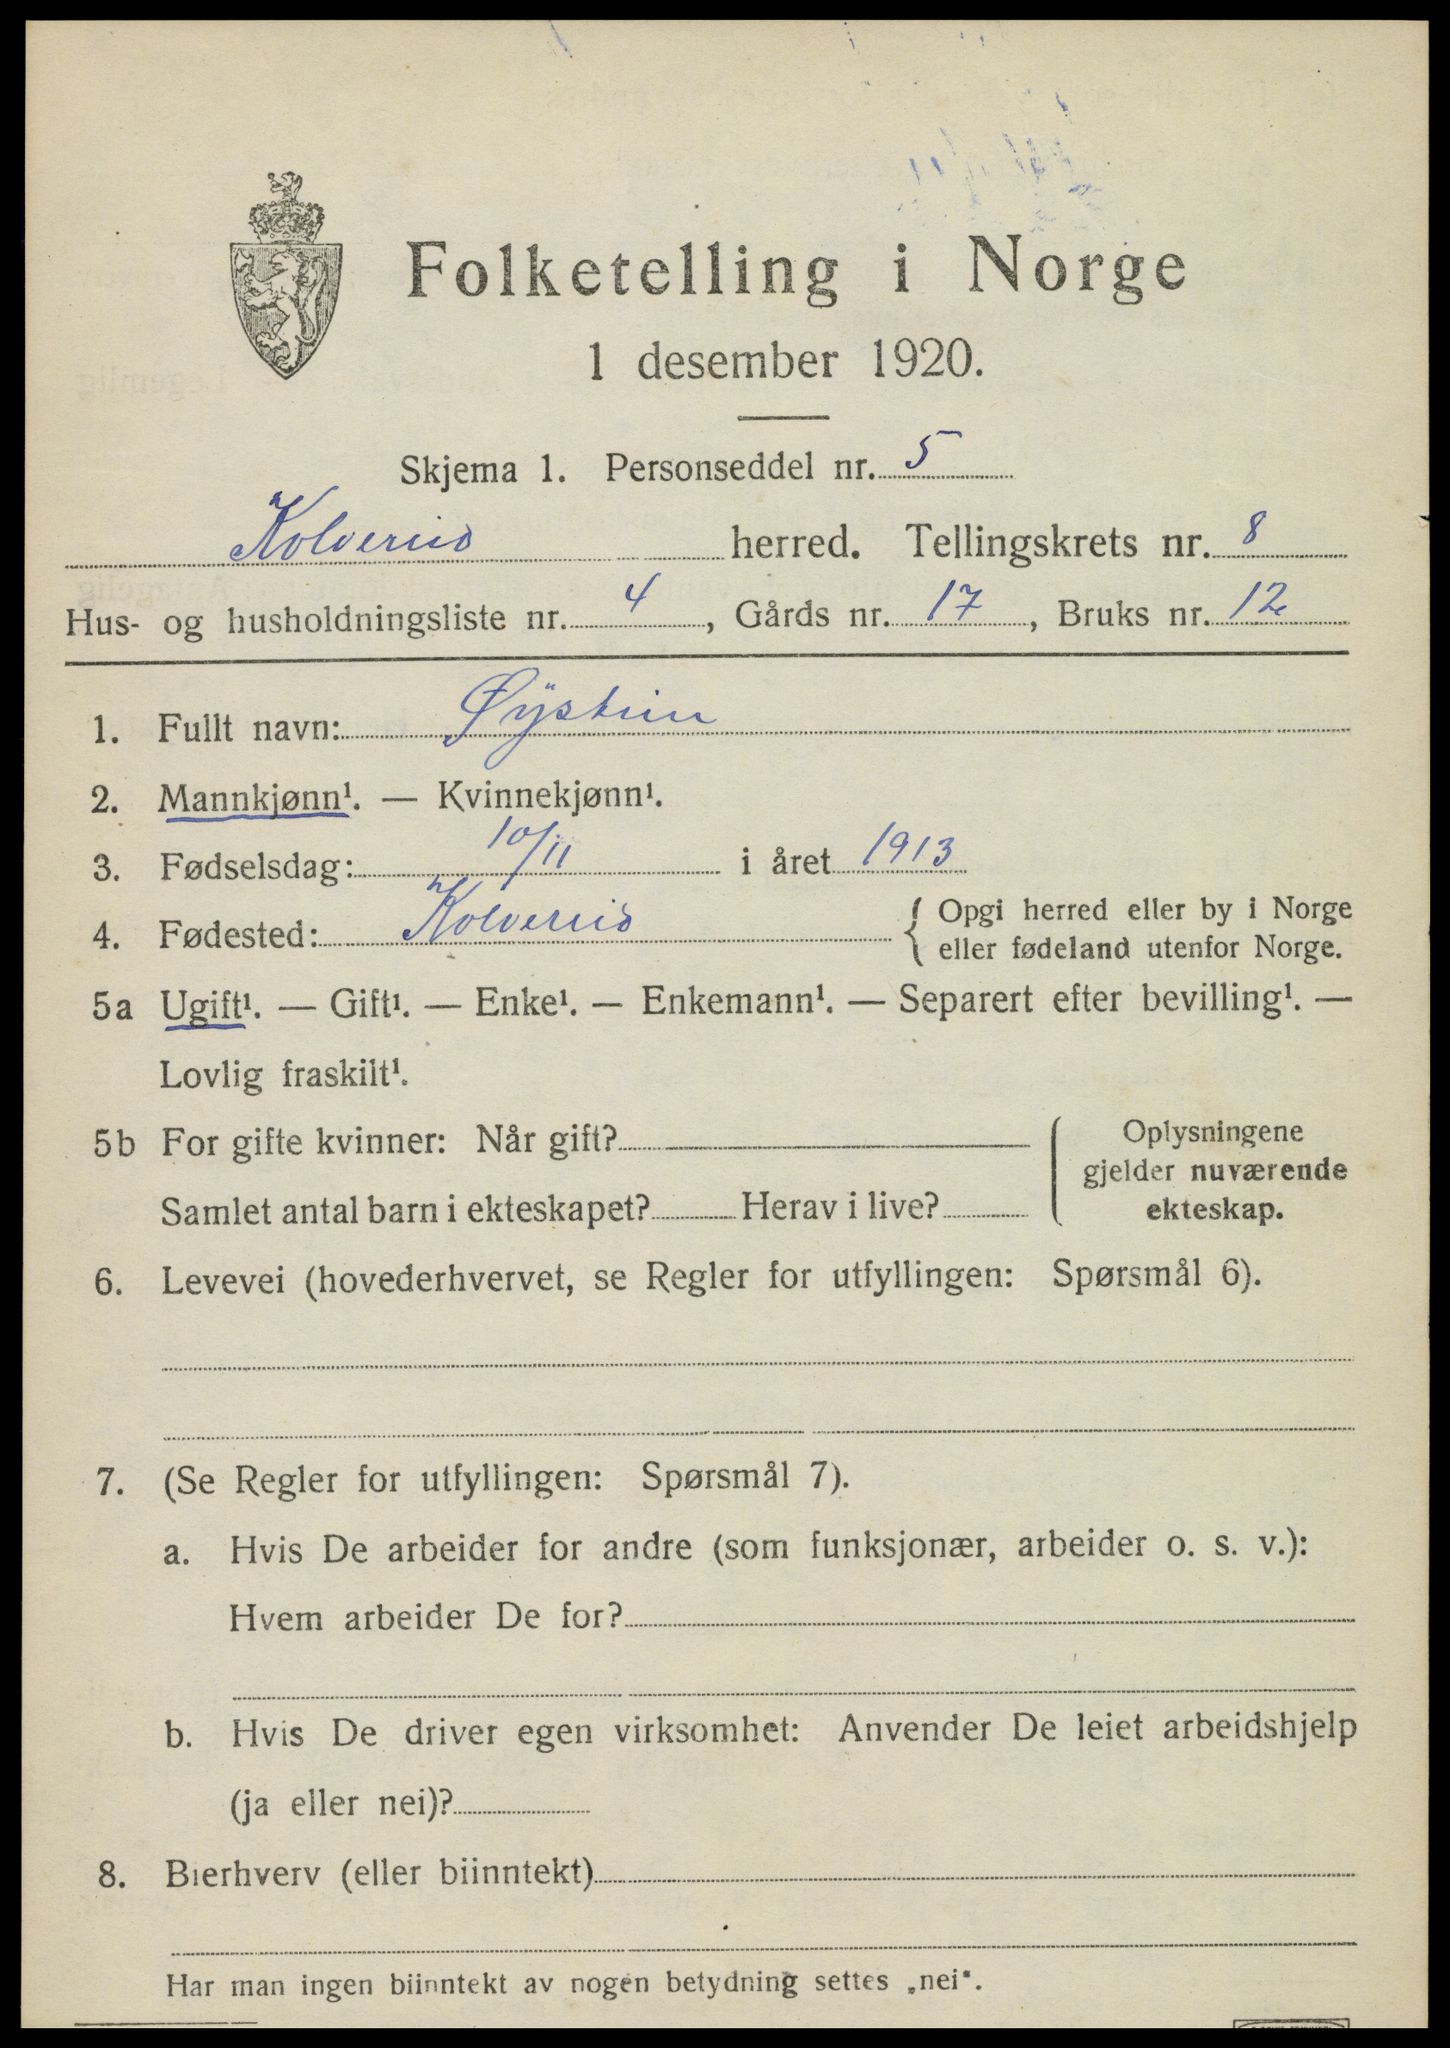 Folketelling i Norge
1 desember 1920.
Skjema 1. Personseddel nr. 5
Kolvereid herred. Tellingskrets nr. 8
Hus- og husholdningsliste nr. 4, Gårds nr. 17, Bruks nr. 12
1. Fullt navn: Øystein
2. Mannkjønn¹. — Kvinnekjønn¹.
3. Fødselsdag: 10/11 i året 1913
4. Fødested: Kolvereid { Opgi herred eller by i Norge
eller fødeland utenfor Norge.
5a Ugift¹. — Gift¹. — Enke¹. — Enkemann¹. — Separert efter bevilling¹. —
Lovlig fraskilt¹.
5b For gifte kvinner: Når gift?
Samlet antal barn i ekteskapet? Herav i live?
Oplysningene
gjelder nuværende
ekteskap.
6. Levevei (hovederhvervet, se Regler for utfyllingen: Spørsmål 6).
7. (Se Regler for utfyllingen: Spørsmål 7).
a. Hvis De arbeider for andre (som funksjonær, arbeider o. s. v.):
Hvem arbeider De for?
b. Hvis De driver egen virksomhet: Anvender De leiet arbeidshjelp
(ja eller nei)?
8. Bierhverv (eller biinntekt)
Har man ingen biinntekt av nogen betydning settes „nei".